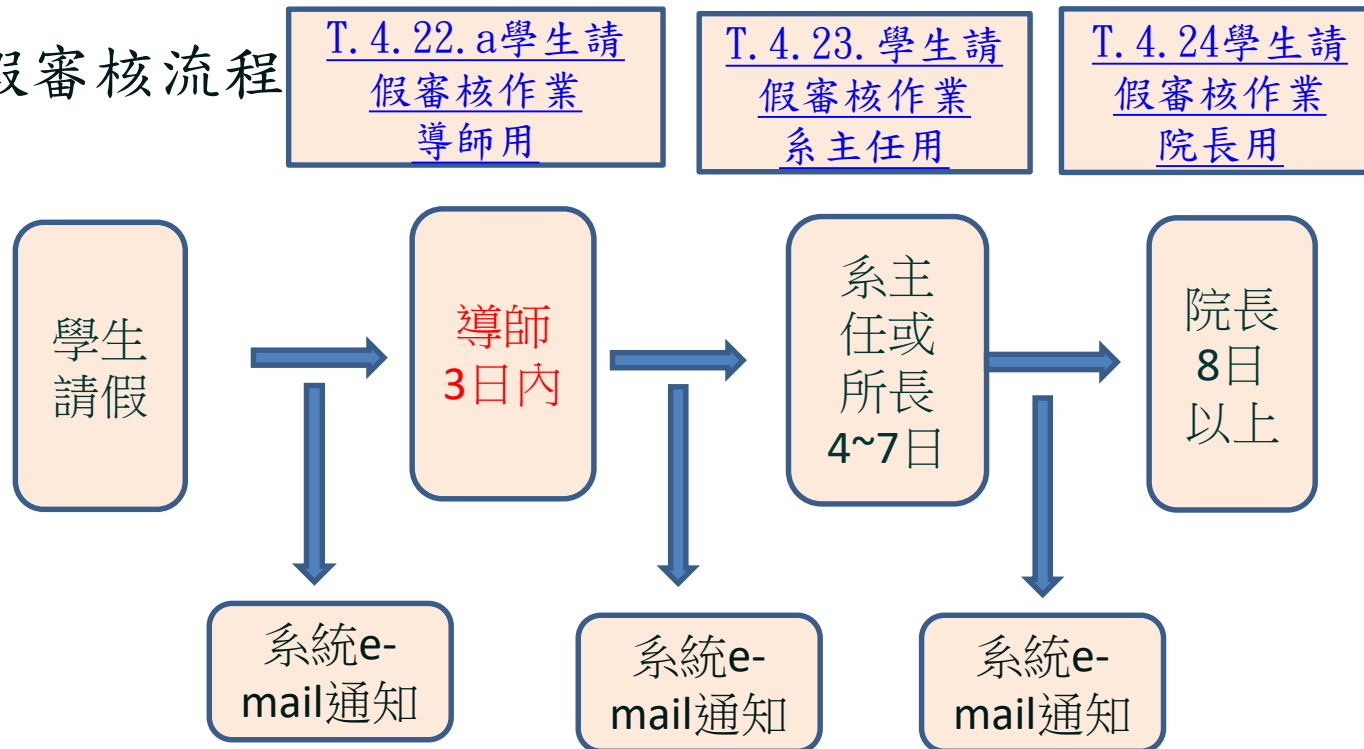 假審核流程
T.4.22.a學生請
假審核作業
導師用
T.4.23.學生請
假審核作業
系主任用
T.4.24學生請
假審核作業
院長用
學生
請假
導師
3日內
系主
任或
所長
4~7日
院長
8日
以上
系統e-
mail通知
系統e-
mail通知
系統e-
mail通知